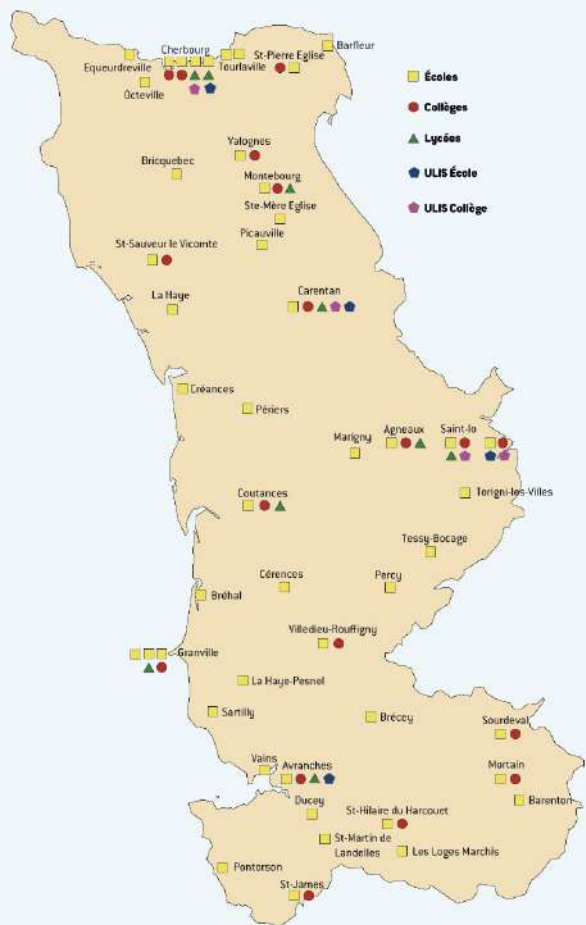 Cherbourg
Barfleur
St-Pierre Eglise
Equeurdreville
Tourlaville
Octeville
Écoles
Collèges
Lycées
ULIS École
ULIS Collège
Yalognes
Bricquebec
Montebourg
Ste-Mère Eglise
Picauville
St-Sauveur le Vicomte
La Haye
Carentan
Créances
Périers
Marigny
Agneaux
Saint-lo
Torigni-les-Villes
Coutances
Tessy-Bocage
Cérences
Percy
Bréhal
Villedieu-Rouffigny
Granville
La Haye-Pesnel
Sartilly
Brécey
Sourdeval
Vains
Avranches
Mortain
Barenton
Ducey
St-Hilaire du Harcouet
St-Martin de
Landelles
Les Loges Marchis
Pontorson
St-James